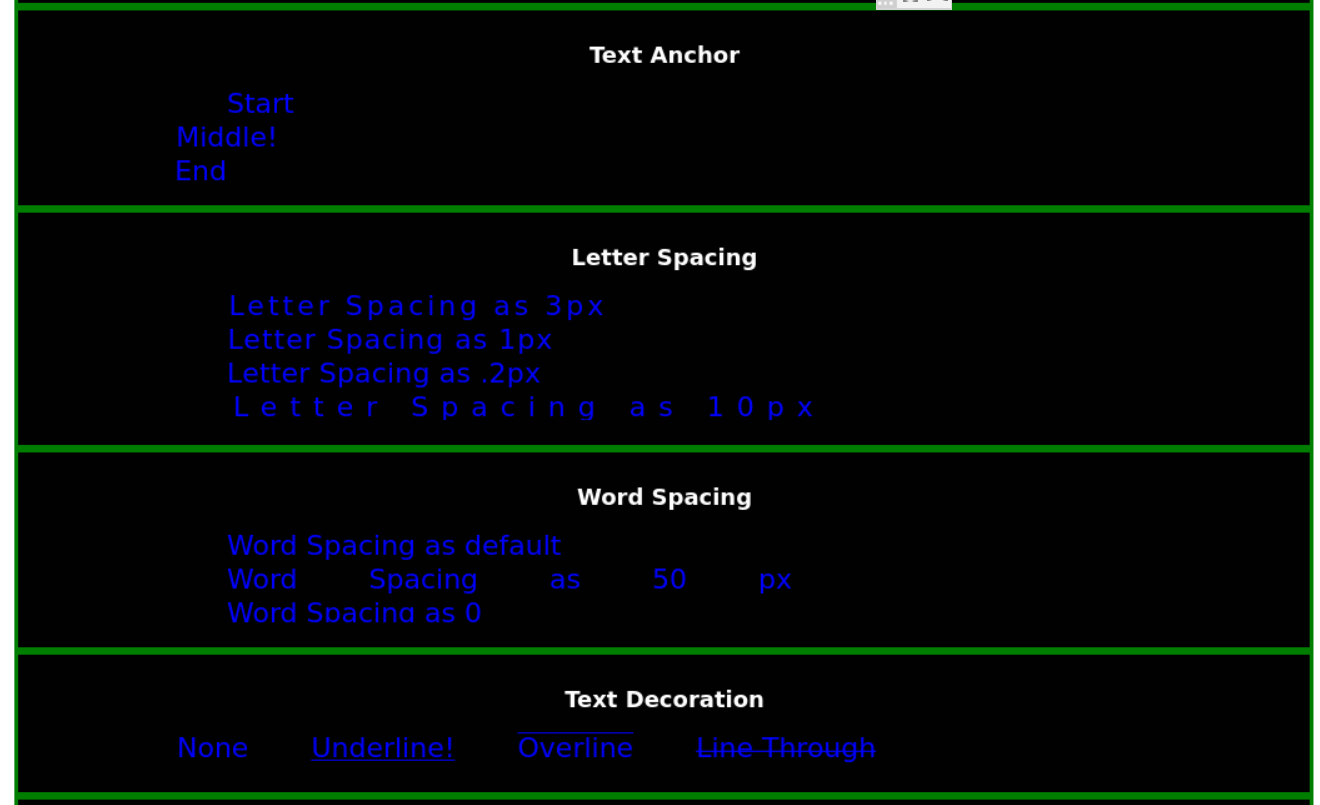 Text Anchor
Start
Middle!
End
Letter Spacing
Letter Spacing as 3px
Letter Spacing as 1px
Letter Spacing as .2px
Letter Spacing as 10px
Word Spacing
Word Spacing as default
Word Spacing as 50 px
Word Spacing as 0
Text Decoration
None Underline! Overline Line Through